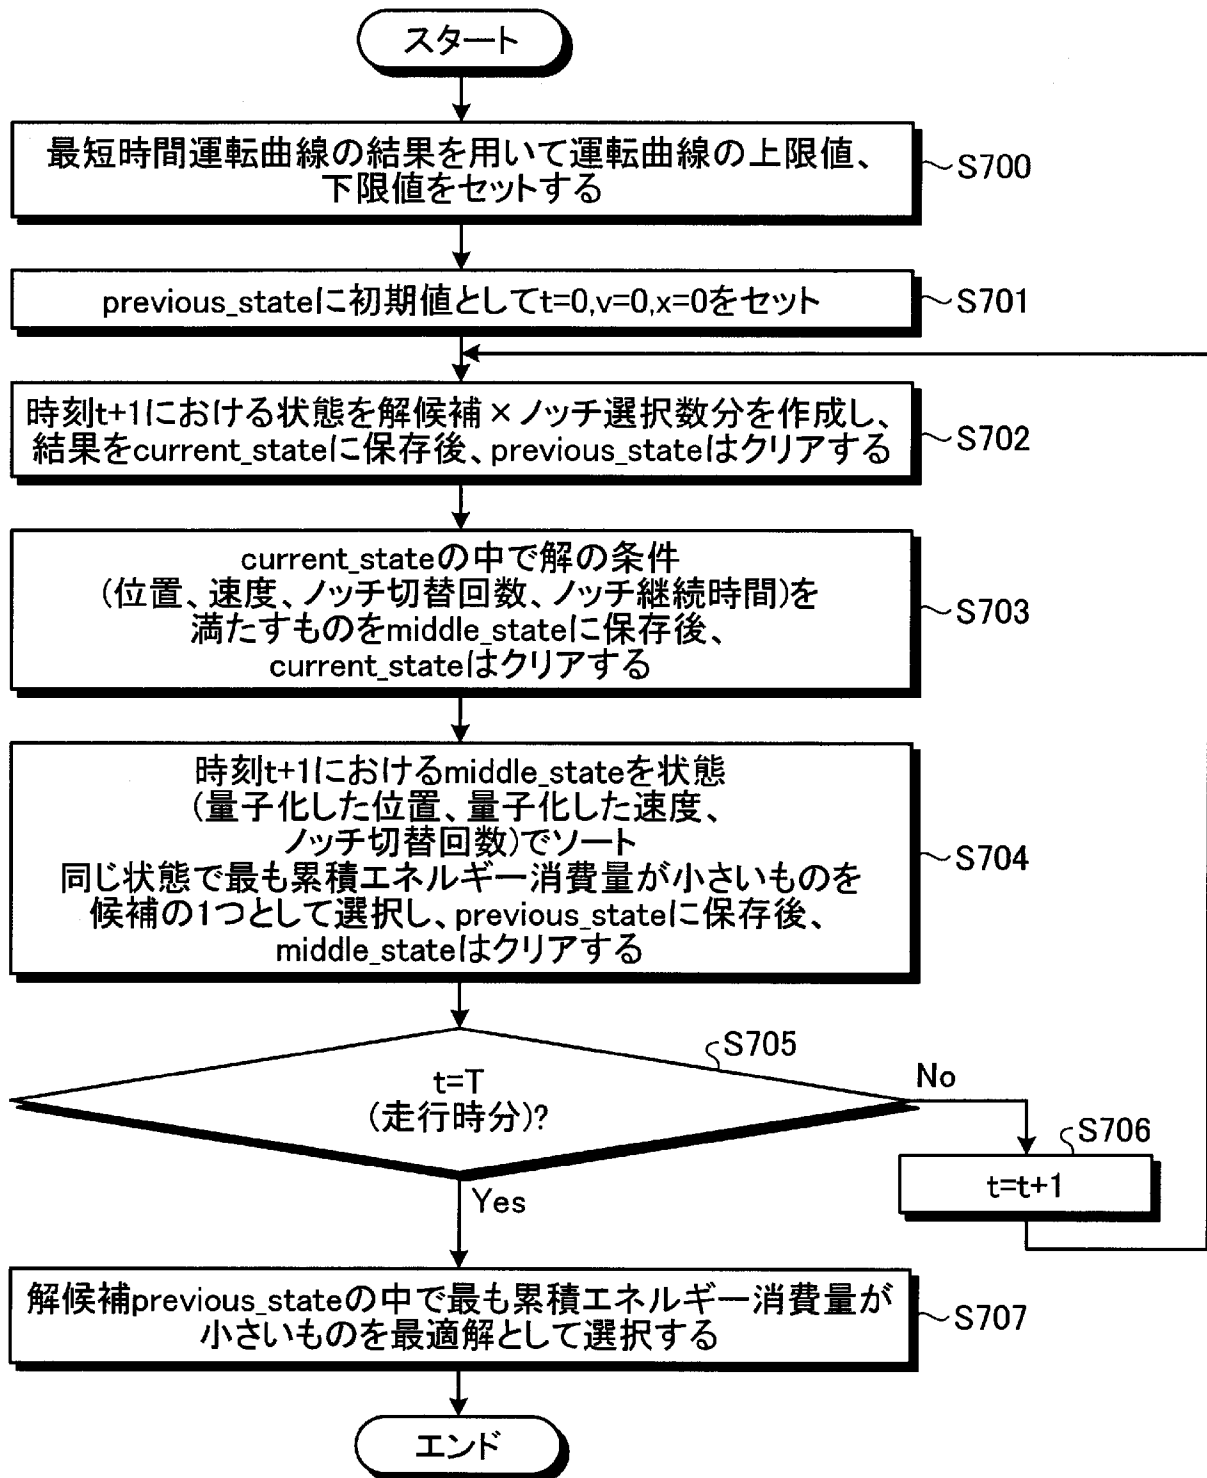 スタート
最短時間運転曲線の結果を用いて運転曲線の上限値、
下限値をセットする
S700
previous_stateに初期値としてt=0,v=0,x=0をセット
S701
時刻t+1における状態を解候補×ノッチ選択数分を作成し、
結果をcurrent_stateに保存後、previous_stateはクリアする
S702
current_stateの中で解の条件
(位置、速度、ノッチ切替回数、ノッチ継続時間)を
満たすものをmiddle_stateに保存後、
current_stateはクリアする
S703
時刻t+1におけるmiddle_stateを状態
(量子化した位置、量子化した速度、
ノッチ切替回数)でソート
同じ状態で最も累積エネルギー消費量が小さいものを
候補の1つとして選択し、previous_stateに保存後、
middle_stateはクリアする
S704
S705
t=T
(走行時分)?
No
S706
t=t+1
Yes
解候補previous_stateの中で最も累積エネルギー消費量が
小さいものを最適解として選択する
S707
エンド